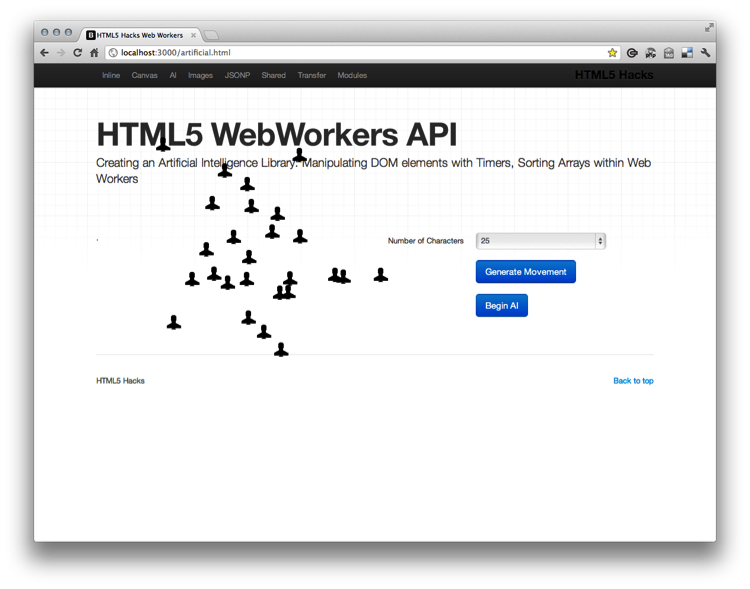 HTML5 Hacks Web Workers
localhost:3000/artificial.html
Inline Canvas AI Images JSONP Shared Transfer Modules HTML5 Hacks
HTML5 WebWorkers API
Creating an Artificial Intelligence Library: Manipulating DOM elements with Timers, Sorting Arrays within Web
Workers
Number of Characters 25
Generate Movement
Begin AI
HTML5 Hacks Back to top